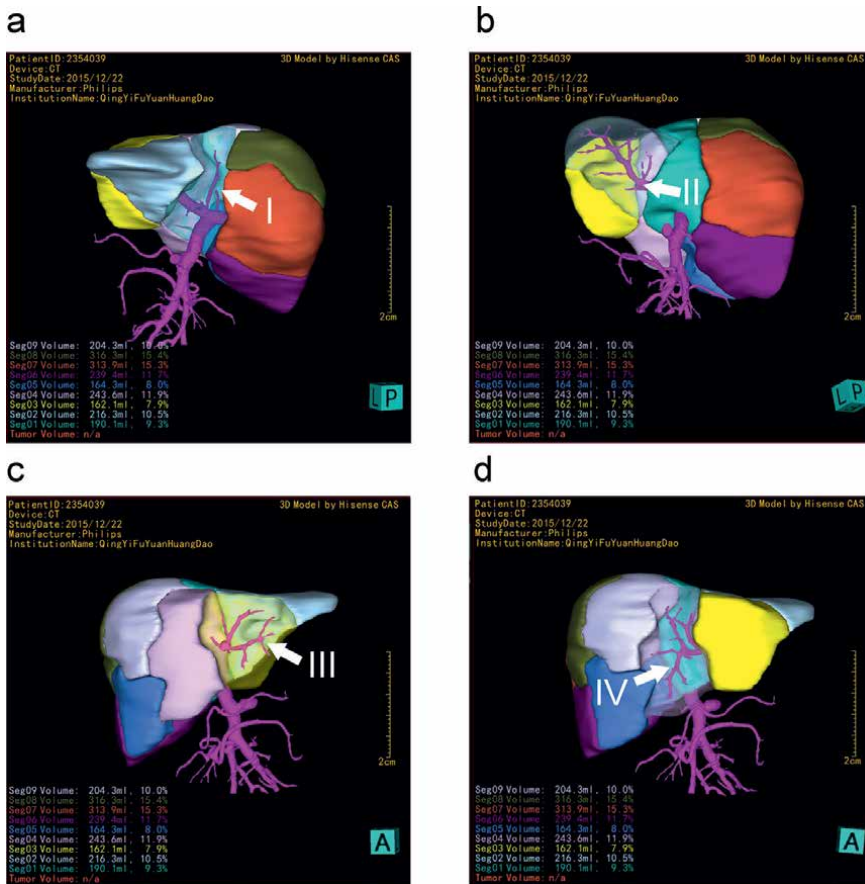 a
PatientID:2354039
3D Model by Hisense CAS
Device:CT
StudyDate:2015/12/22
Manufacturer:Philips
InstitutionName:QingYiFuYuanHuangDao
I
2cm
Seg09 Volume: 204.3ml, 10.0%
Seg08 Volume: 316.3ml, 15.4%
Seg07 Volume: 313.9ml, 15.3%
Seg06 Volume: 239.4ml, 11.7%
Seg05 Volume: 164.3ml, 8.0%
Seg04 Volume: 243.6ml, 11.9%
Seg03 Volume: 162.1ml, 7.9%
Seg02 Volume: 216.3ml, 10.5%
Seg01 Volume: 190.1ml, 9.3%
Tumor Volume: n/a
L P
b
PatientID:2354039
3D Model by Hisense CAS
Device:CT
StudyDate:2015/12/22
Manufacturer:Philips
InstitutionName:QingYiFuYuanHuangDao
II
2cm
Seg09 Volume: 204.3ml, 10.0%
Seg08 Volume: 316.3ml, 15.4%
Seg07 Volume: 313.9ml, 15.3%
Seg06 Volume: 239.4ml, 11.7%
Seg05 Volume: 164.3ml, 8.0%
Seg04 Volume: 243.6ml, 11.9%
Seg03 Volume: 162.1ml, 7.9%
Seg02 Volume: 216.3ml, 10.5%
Seg01 Volume: 190.1ml, 9.3%
Tumor Volume: n/a
L P
c
PatientID:2354039
3D Model by Hisense CAS
Device:CT
StudyDate:2015/12/22
Manufacturer:Philips
InstitutionName:QingYiFuYuanHuangDao
III
2cm
Seg09 Volume: 204.3ml, 10.0%
Seg08 Volume: 316.3ml, 15.4%
Seg07 Volume: 313.9ml, 15.3%
Seg06 Volume: 239.4ml, 11.7%
Seg05 Volume: 164.3ml, 8.0%
Seg04 Volume: 243.6ml, 11.9%
Seg03 Volume: 162.1ml, 7.9%
Seg02 Volume: 216.3ml, 10.5%
Seg01 Volume: 190.1ml, 9.3%
Tumor Volume: n/a
A
d
PatientID:2354039
3D Model by Hisense CAS
Device:CT
StudyDate:2015/12/22
Manufacturer:Philips
InstitutionName:QingYiFuYuanHuangDao
IV
2cm
Seg09 Volume: 204.3ml, 10.0%
Seg08 Volume: 316.3ml, 15.4%
Seg07 Volume: 313.9ml, 15.3%
Seg06 Volume: 239.4ml, 11.7%
Seg05 Volume: 164.3ml, 8.0%
Seg04 Volume: 243.6ml, 11.9%
Seg03 Volume: 162.1ml, 7.9%
Seg02 Volume: 216.3ml, 10.5%
Seg01 Volume: 190.1ml, 9.3%
Tumor Volume: n/a
A